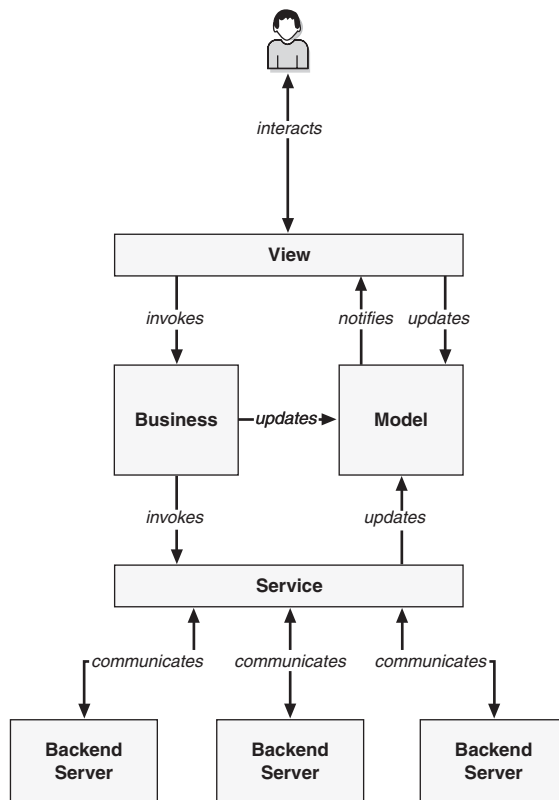 interacts
View
invokes
notifies
updates
Business
updates
Model
invokes
updates
Service
communicates
communicates
communicates
Backend
Server
Backend
Server
Backend
Server